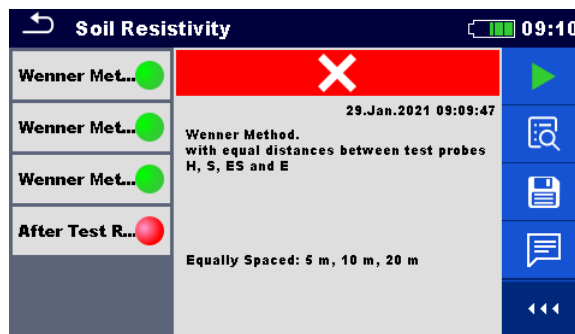 Soil Resistivity
09:10
Wenner Met...
Wenner Met...
Wenner Met...
After Test R...
29.Jan.2021 09:09:47
Wenner Method.
with equal distances between test probes
H, S, ES and E
Equally Spaced: 5 m, 10 m, 20 m